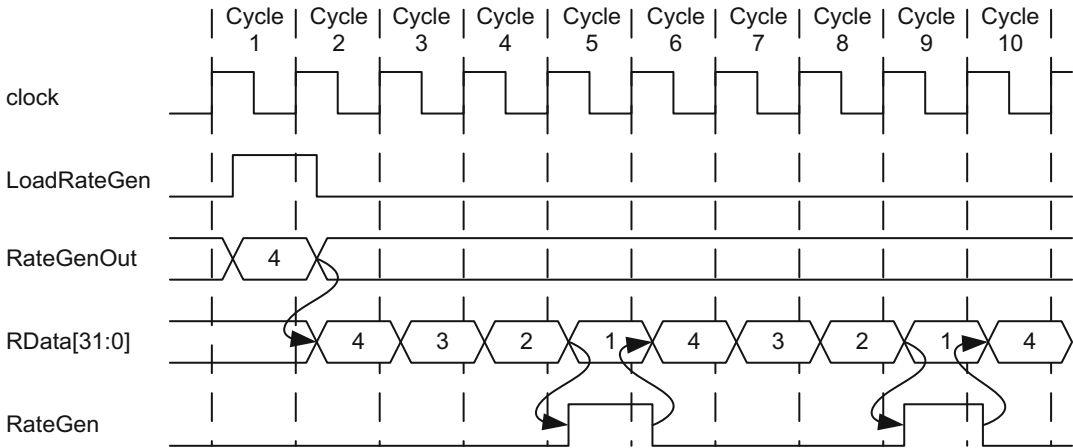 Cycle 1 Cycle 2 Cycle 3 Cycle 4 Cycle 5 Cycle 6 Cycle 7 Cycle 8 Cycle 9 Cycle 10
clock
LoadRateGen
RateGenOut 4
RData[31:0] 4 3 2 1 4 3 2 1 4
RateGen